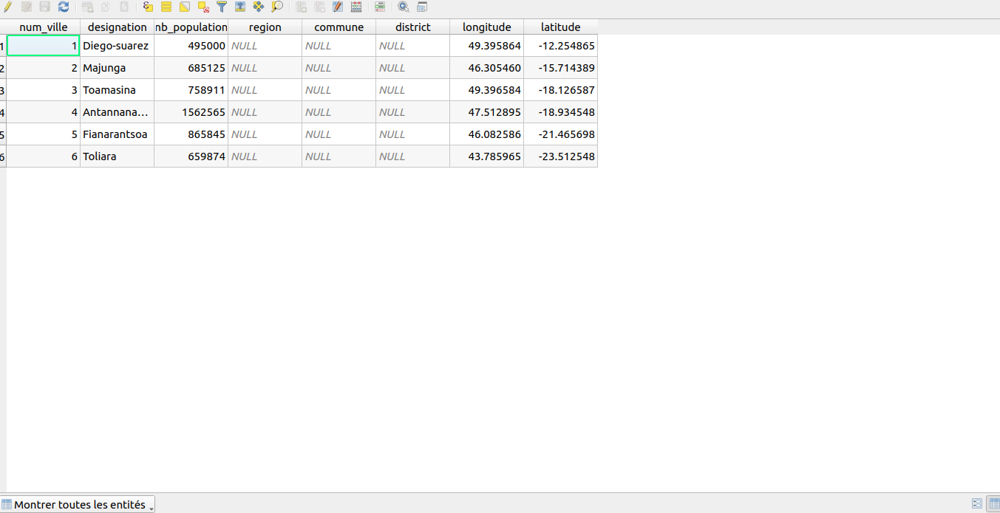 num_ville designation nb_population region commune district longitude latitude
1 1 Diego-suarez 495000 NULL NULL NULL 49.395864 -12.254865
2 2 Majunga 685125 NULL NULL NULL 46.305460 -15.714389
3 3 Toamasina 758911 NULL NULL NULL 49.396584 -18.126587
4 4 Antannana... 1562565 NULL NULL NULL 47.512895 -18.934548
5 5 Fianarantsoa 865845 NULL NULL NULL 46.082586 -21.465698
6 6 Toliara 659874 NULL NULL NULL 43.785965 -23.512548
Montrer toutes les entités